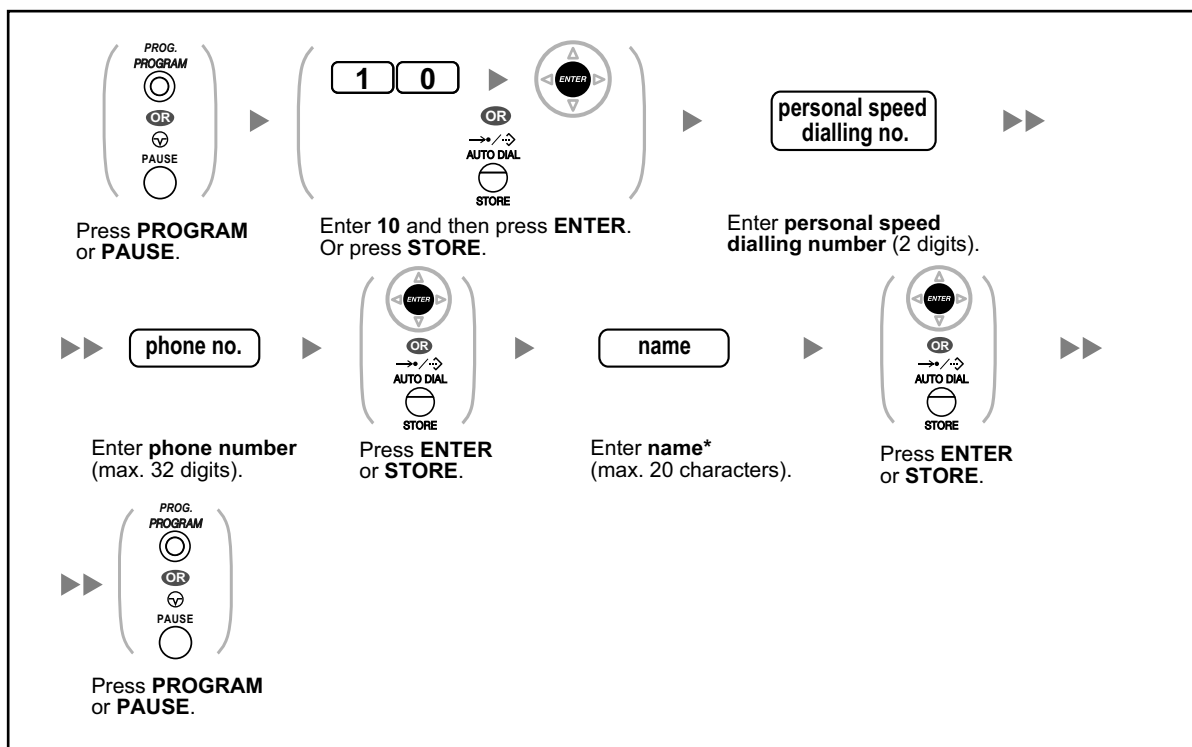 PROG.
PROGRAM
OR
PAUSE
Press PROGRAM
or PAUSE.
1 0
ENTER
OR
AUTO DIAL
STORE
Enter 10 and then press ENTER.
Or press STORE.
personal speed
dialling no.
Enter personal speed
dialling number (2 digits).
phone no.
Enter phone number
(max. 32 digits).
ENTER
OR
AUTO DIAL
STORE
Press ENTER
or STORE.
name
Enter name*
(max. 20 characters).
ENTER
OR
AUTO DIAL
STORE
Press ENTER
or STORE.
PROG.
PROGRAM
OR
PAUSE
Press PROGRAM
or PAUSE.